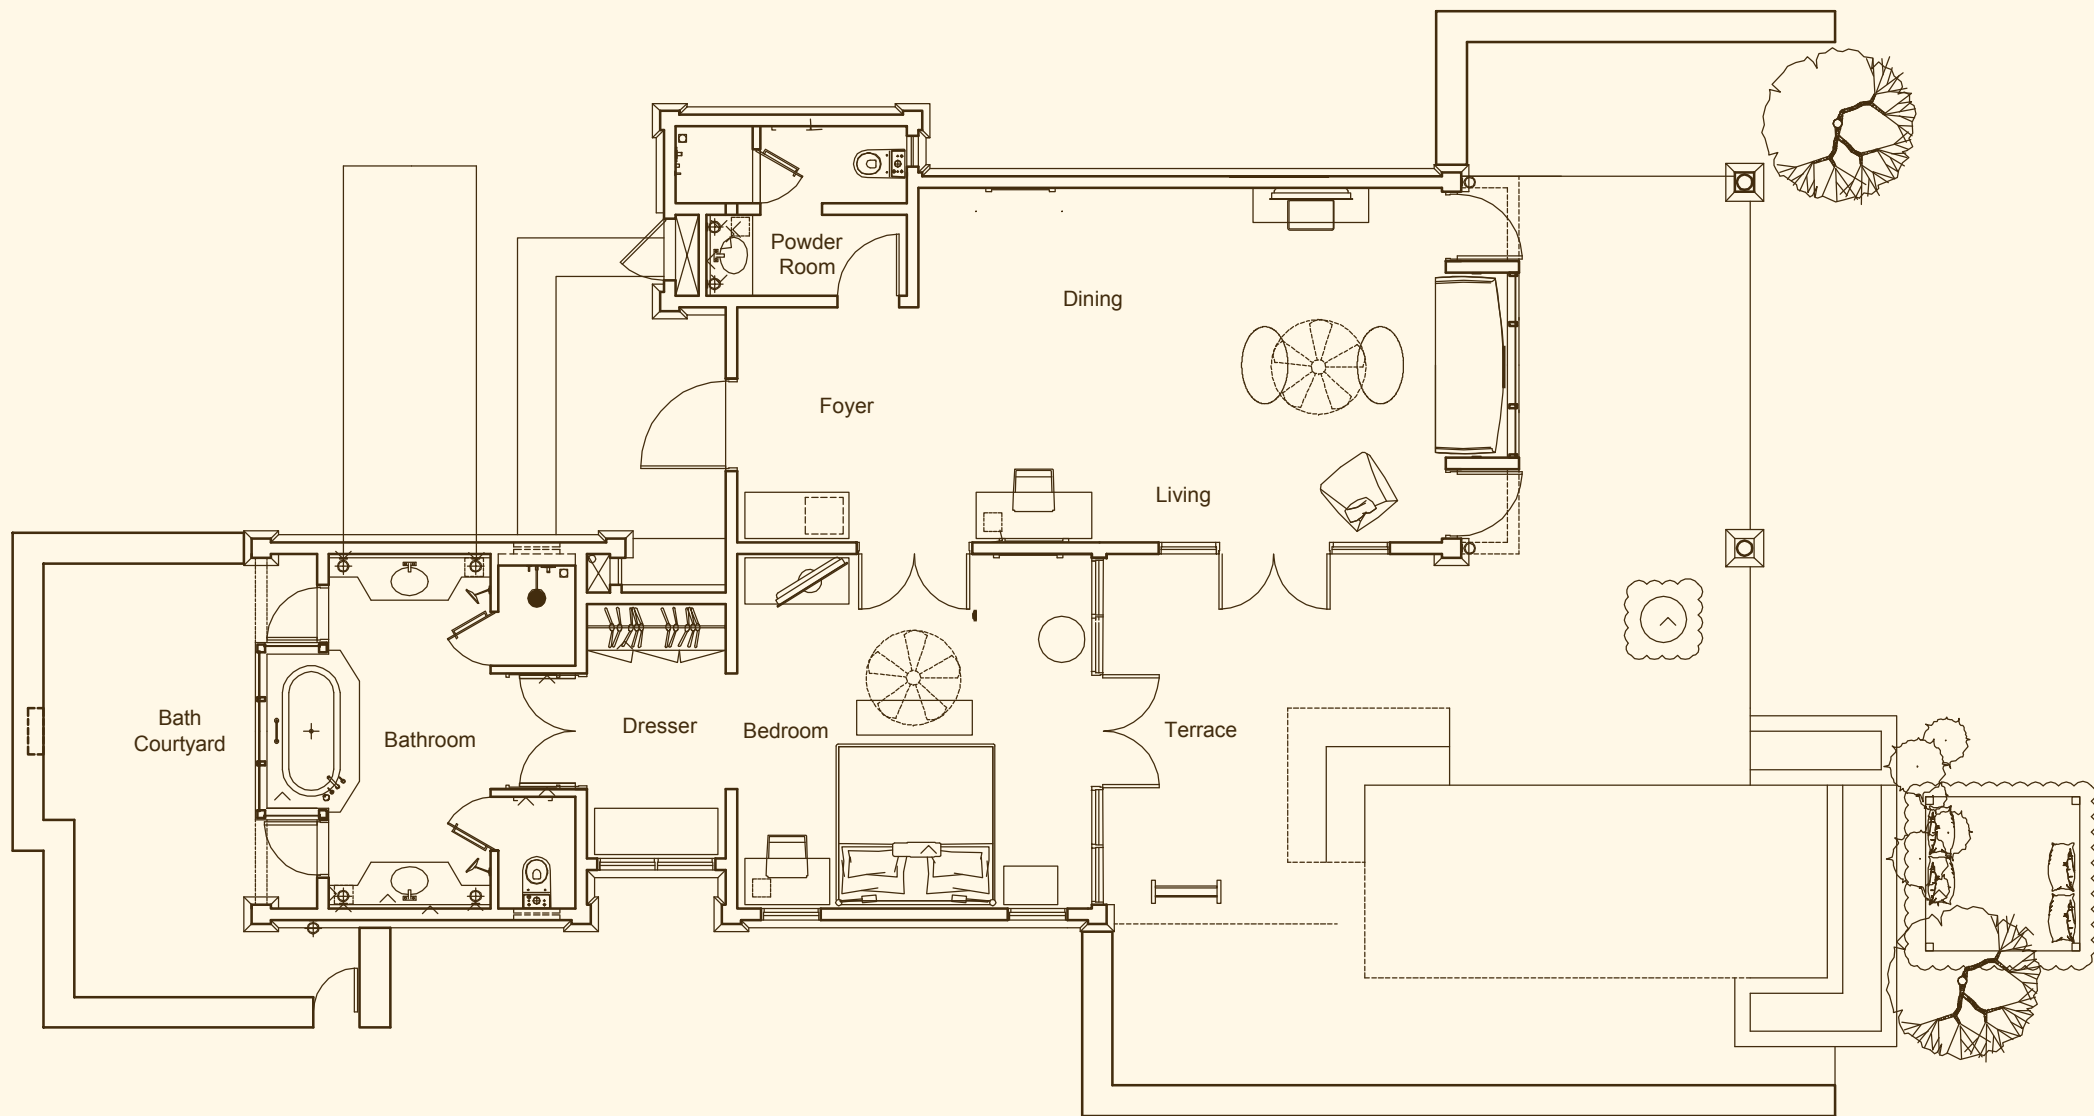 Powder
Room
Dining
Foyer
Living
Bath
Courtyard
Bathroom
Dresser
Bedroom
Terrace